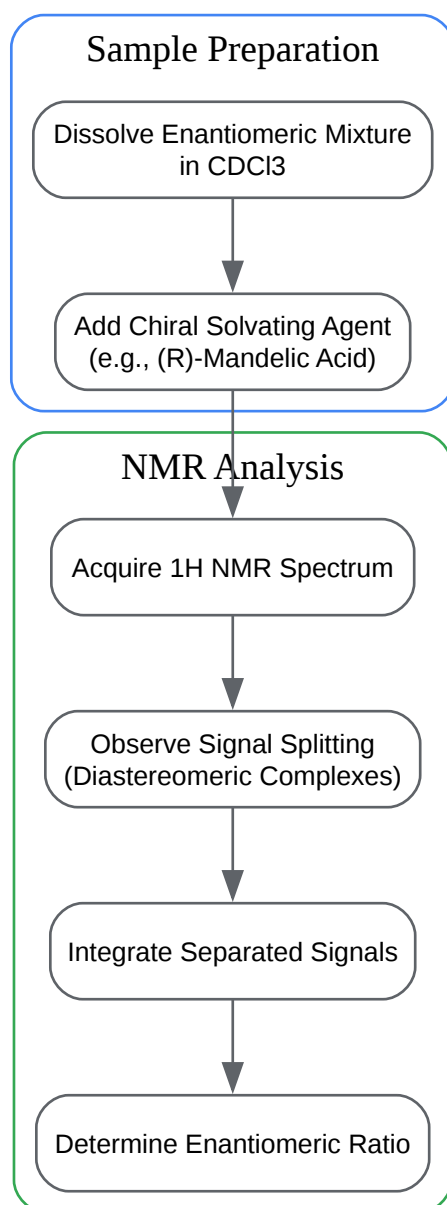 Sample Preparation
Dissolve Enantiomeric Mixture
in CDCl3
Add Chiral Solvating Agent
(e.g., (R)-Mandelic Acid)
NMR Analysis
Acquire 1H NMR Spectrum
Observe Signal Splitting
(Diastereomeric Complexes)
Integrate Separated Signals
Determine Enantiomeric Ratio